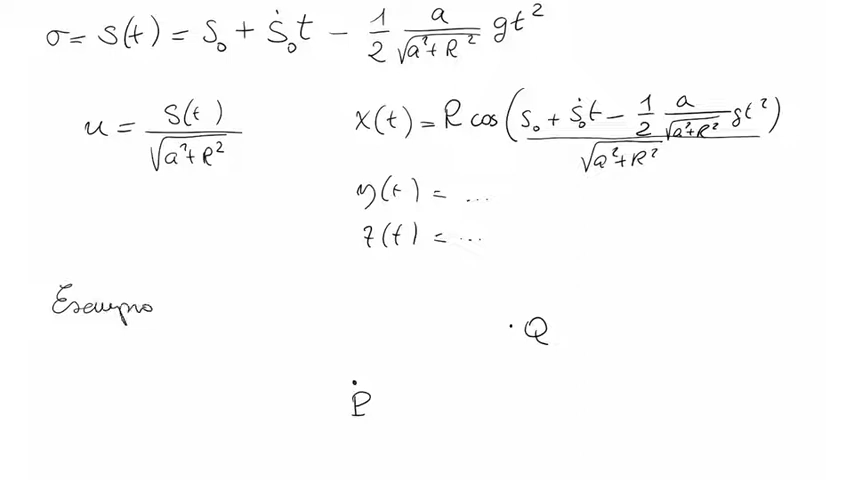 σ = s(t) = s₀ + ṡ₀t − 1/2 a/√(a²+R²) gt²
u = s(t)/√(a²+R²) x(t) = R cos((s₀ + ṡ₀t − 1/2 a/√(a²+R²) gt²)/√(a²+R²))
y(t) = ...
z(t) = ...
Esempio
· Q
P